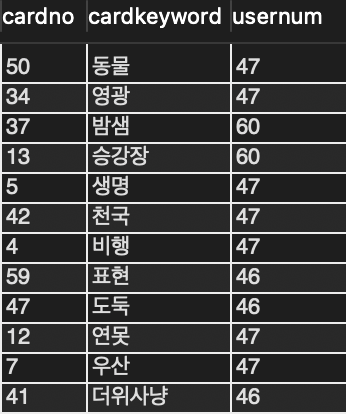 cardno cardkeyword usernum
50 동물 47
34 영광 47
37 밤샘 60
13 승강장 60
5 생명 47
42 천국 47
4 비행 47
59 표현 46
47 도둑 46
12 연못 47
7 우산 47
41 더위사냥 46